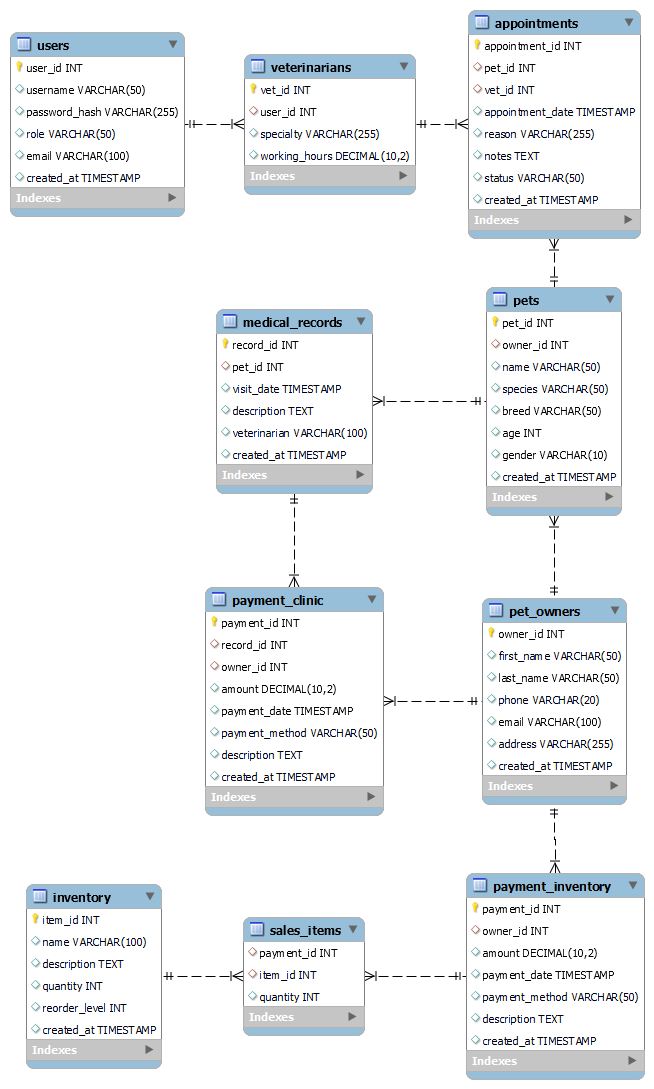 users
user_id INT
username VARCHAR(50)
password_hash VARCHAR(255)
role VARCHAR(50)
email VARCHAR(100)
created_at TIMESTAMP
Indexes
veterinarians
vet_id INT
user_id INT
specialty VARCHAR(255)
working_hours DECIMAL(10,2)
Indexes
appointments
appointment_id INT
pet_id INT
vet_id INT
appointment_date TIMESTAMP
reason VARCHAR(255)
notes TEXT
status VARCHAR(50)
created_at TIMESTAMP
Indexes
medical_records
record_id INT
pet_id INT
visit_date TIMESTAMP
description TEXT
veterinarian VARCHAR(100)
created_at TIMESTAMP
Indexes
pets
pet_id INT
owner_id INT
name VARCHAR(50)
species VARCHAR(50)
breed VARCHAR(50)
age INT
gender VARCHAR(10)
created_at TIMESTAMP
Indexes
payment_clinic
payment_id INT
record_id INT
owner_id INT
amount DECIMAL(10,2)
payment_date TIMESTAMP
payment_method VARCHAR(50)
description TEXT
created_at TIMESTAMP
Indexes
pet_owners
owner_id INT
first_name VARCHAR(50)
last_name VARCHAR(50)
phone VARCHAR(20)
email VARCHAR(100)
address VARCHAR(255)
created_at TIMESTAMP
Indexes
inventory
item_id INT
name VARCHAR(100)
description TEXT
quantity INT
reorder_level INT
created_at TIMESTAMP
Indexes
sales_items
payment_id INT
item_id INT
quantity INT
Indexes
payment_inventory
payment_id INT
owner_id INT
amount DECIMAL(10,2)
payment_date TIMESTAMP
payment_method VARCHAR(50)
description TEXT
created_at TIMESTAMP
Indexes